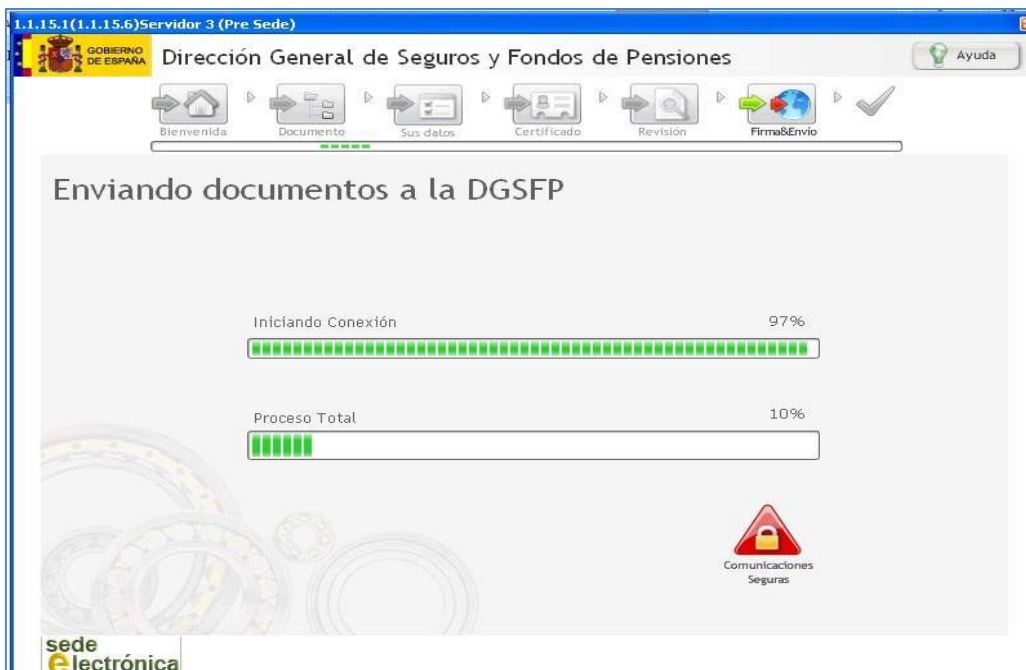 1.1.15.1(1.1.15.6)Servidor 3 (Pre Sede)
GOBIERNO
DE ESPAÑA
Dirección General de Seguros y Fondos de Pensiones
Ayuda
Bienvenida Documento Sus datos Certificado Revisión Firma&Envío
Enviando documentos a la DGSFP
Iniciando Conexión 97%
Proceso Total 10%
Comunicaciones
Seguras
sede
electrónica